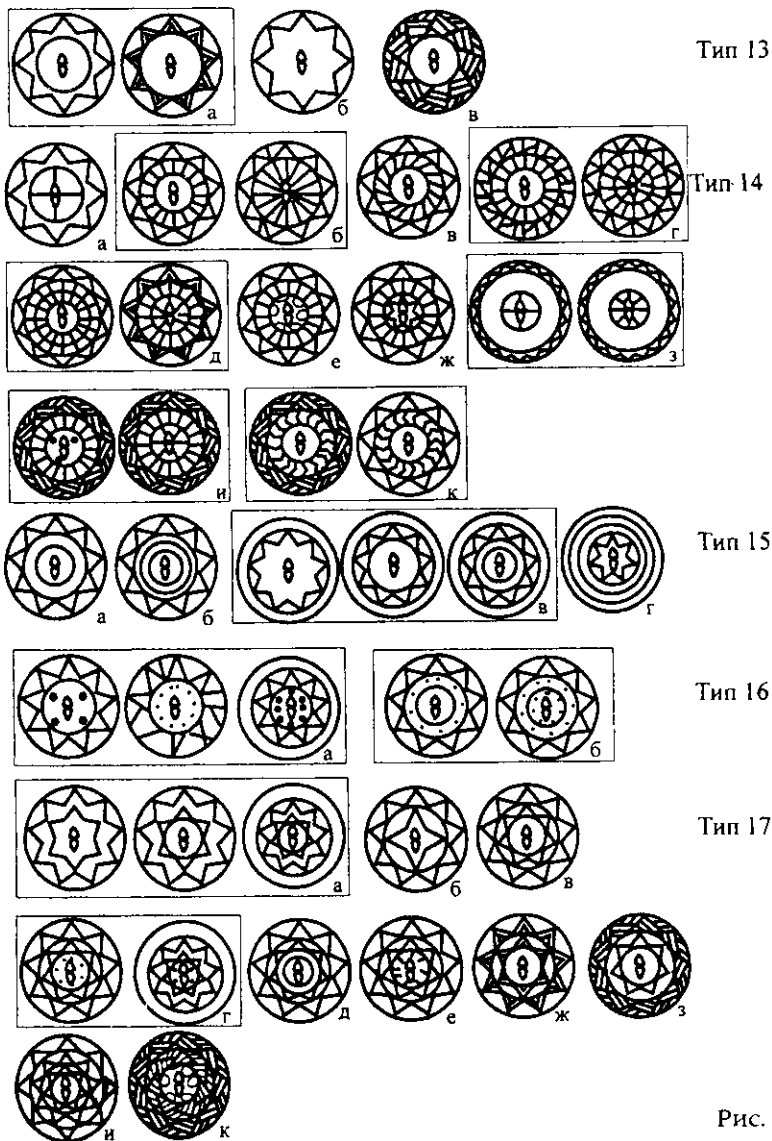 Тип 13
а б в
Тип 14
а б в г
д е ж з
и к
Тип 15
а б в г
Тип 16
а б
Тип 17
а б в
г д е ж з
и к
Рис.